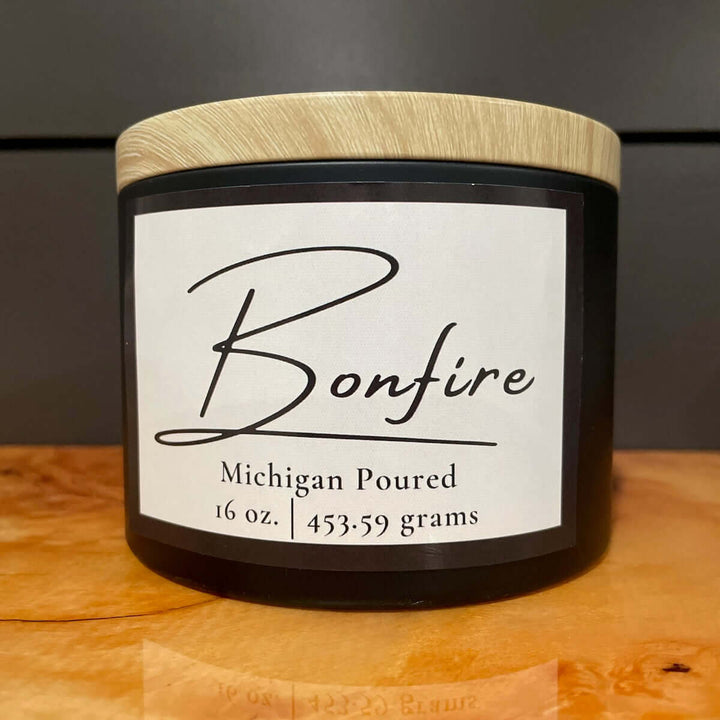 Bonfire
Michigan Poured
16 oz. | 453.59 grams